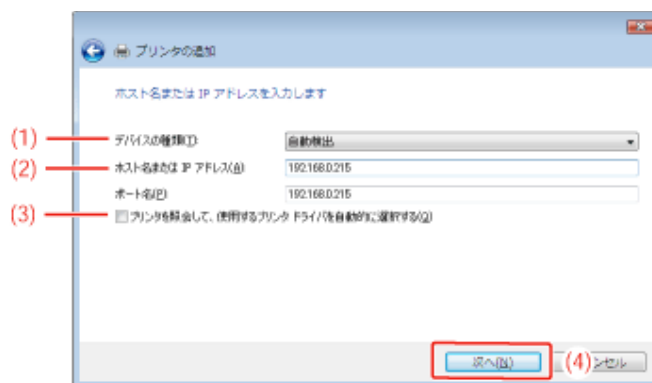 プリンタの追加
ホスト名または IP アドレスを入力します
(1) デバイスの種類(T): 自動検出
(2) ホスト名または IP アドレス(A): 192.168.0.215
ポート名(P): 192.168.0.215
(3) プリンタを照会して、使用するプリンタ ドライバを自動的に選択する(Q)
次へ(N) (4) ンセル